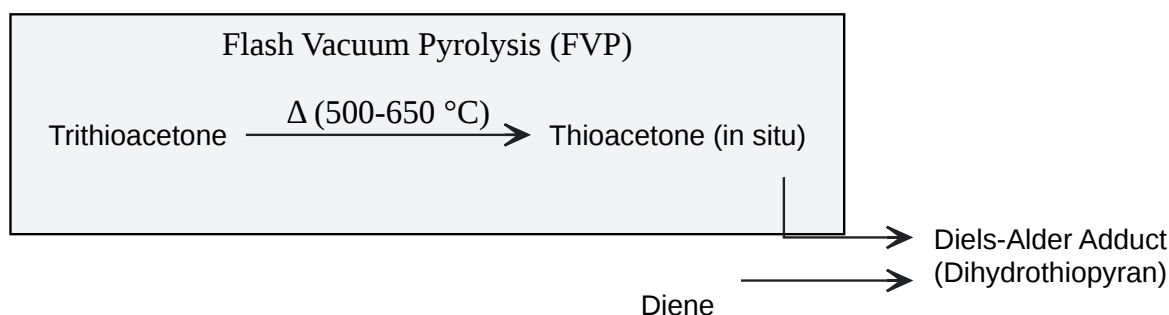 Flash Vacuum Pyrolysis (FVP)
Δ (500-650 °C)
Trithioacetone
Thioacetone (in situ)
Diels-Alder Adduct
(Dihydrothiopyran)
Diene